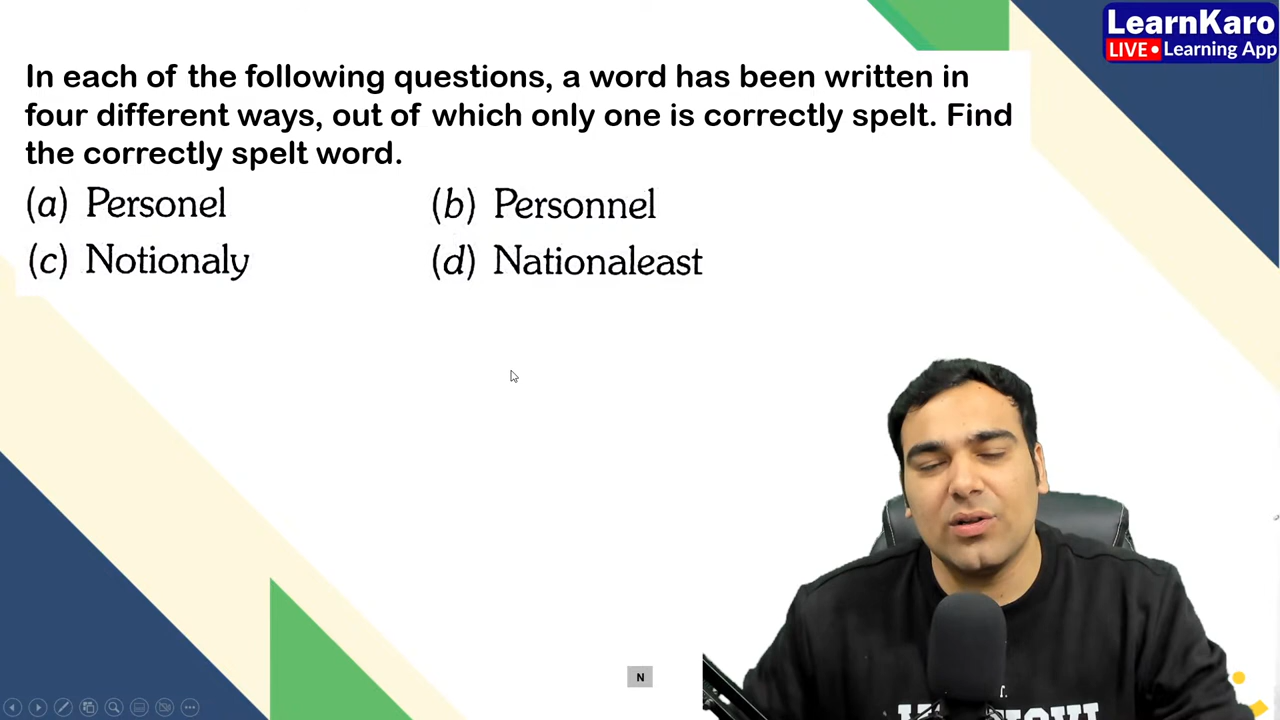 LearnKaro
LIVE • Learning App
In each of the following questions, a word has been written in
four different ways, out of which only one is correctly spelt. Find
the correctly spelt word.
(a) Personel (b) Personnel
(c) Notionaly (d) Nationaleast
N